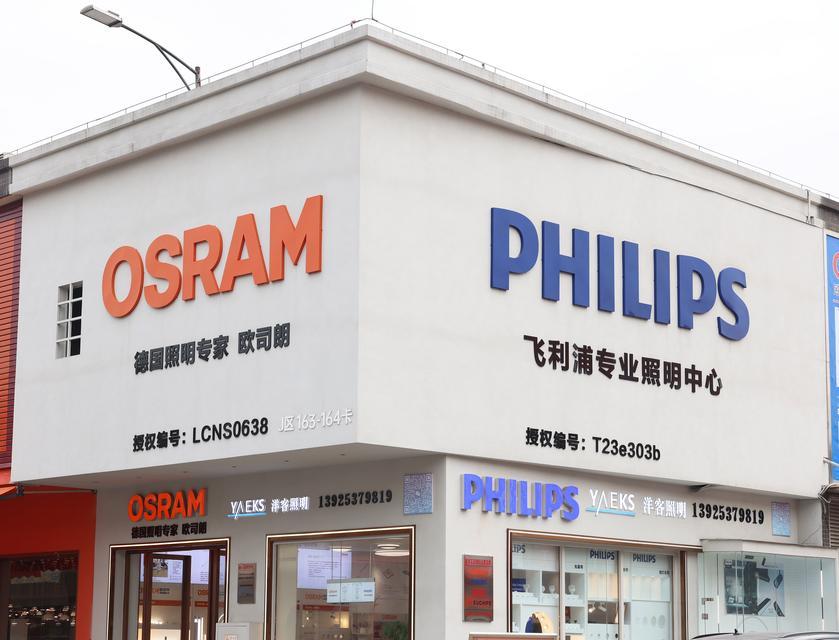 OSRAM
德国照明专家 欧司朗
授权编号：LCNS0638
J区 163-164卡
PHILIPS
飞利浦专业照明中心
授权编号：T23e303b
OSRAM
德国照明专家 欧司朗
YAEKS 洋客照明 13925379819
PHILIPS YAEKS 洋客照明 13925379819
PHILIPS
PHILIPS